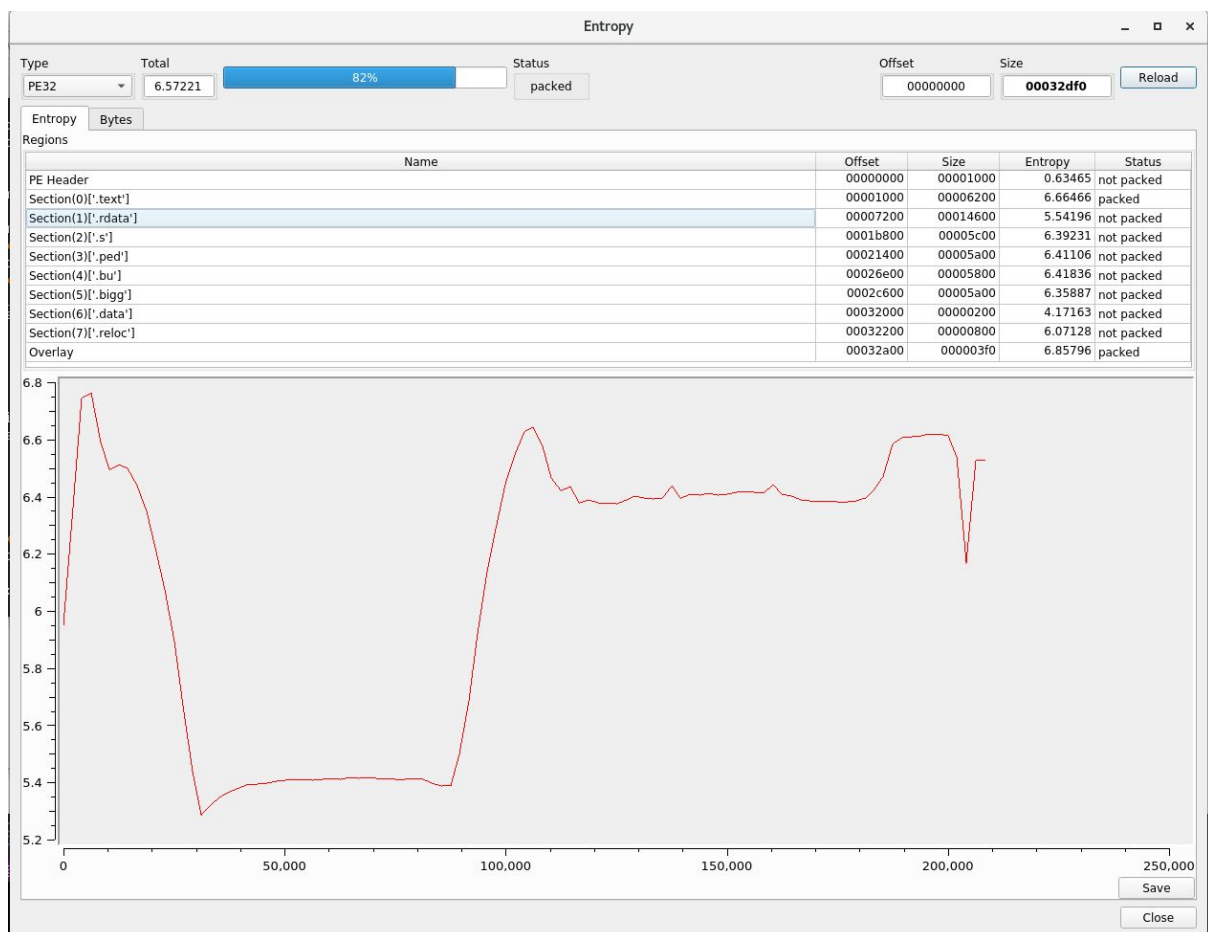 Entropy
Type Total Status Offset Size
PE32 6.57221 82% packed 00000000 00032df0 Reload
Entropy Bytes
Regions
Name Offset Size Entropy Status
PE Header 00000000 00001000 0.63465 not packed
Section(0)['.text'] 00001000 00006200 6.66466 packed
Section(1)['.rdata'] 00007200 00014600 5.54196 not packed
Section(2)['.s'] 0001b800 00005c00 6.39231 not packed
Section(3)['.ped'] 00021400 00005a00 6.41106 not packed
Section(4)['.bu'] 00026e00 00005800 6.41836 not packed
Section(5)['.bigg'] 0002c600 00005a00 6.35887 not packed
Section(6)['.data'] 00032000 00000200 4.17163 not packed
Section(7)['.reloc'] 00032200 00000800 6.07128 not packed
Overlay 00032a00 000003f0 6.85796 packed
6.8
6.6
6.4
6.2
6
5.8
5.6
5.4
5.2
0 50,000 100,000 150,000 200,000 250,000
Save
Close